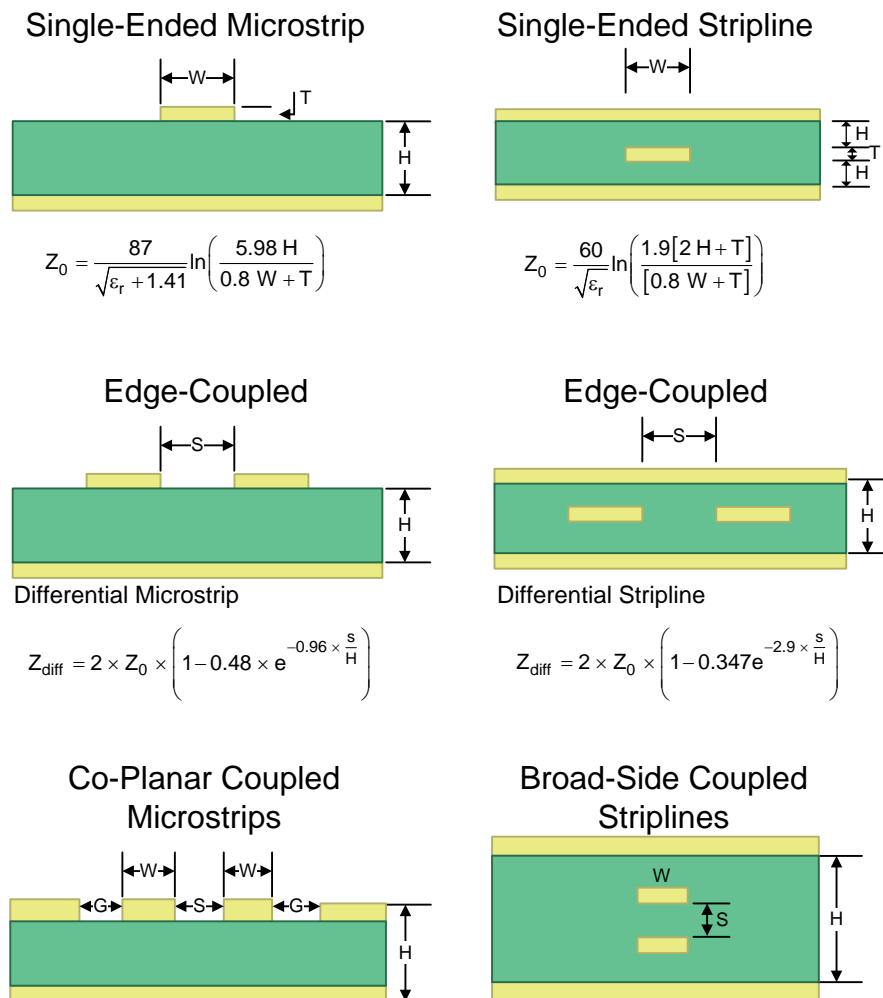 Single-Ended Microstrip
W
T
H
Z₀ = 87 / √(εᵣ + 1.41) ln(5.98 H / (0.8 W + T))
Single-Ended Stripline
W
H
T
H
Z₀ = 60 / √εᵣ ln(1.9[2 H + T] / [0.8 W + T])
Edge-Coupled
S
H
Differential Microstrip
Z_diff = 2 × Z₀ × (1 − 0.48 × e^(−0.96 × s/H))
Edge-Coupled
S
H
Differential Stripline
Z_diff = 2 × Z₀ × (1 − 0.347e^(−2.9 × s/H))
Co-Planar Coupled
Microstrips
W W
G S G
H
Broad-Side Coupled
Striplines
W
S
H